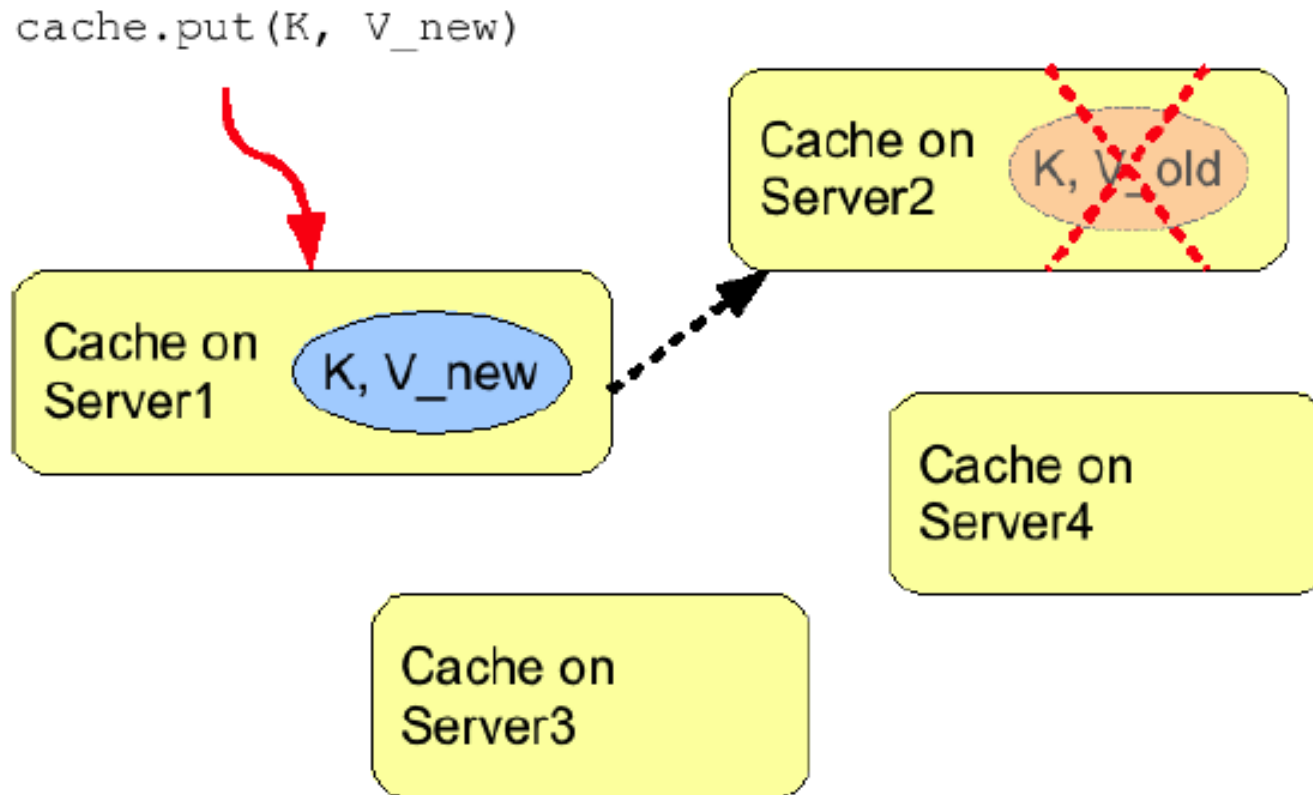 cache.put(K, V_new)
Cache on
Server2
K, V_old
Cache on
Server1
K, V_new
Cache on
Server4
Cache on
Server3